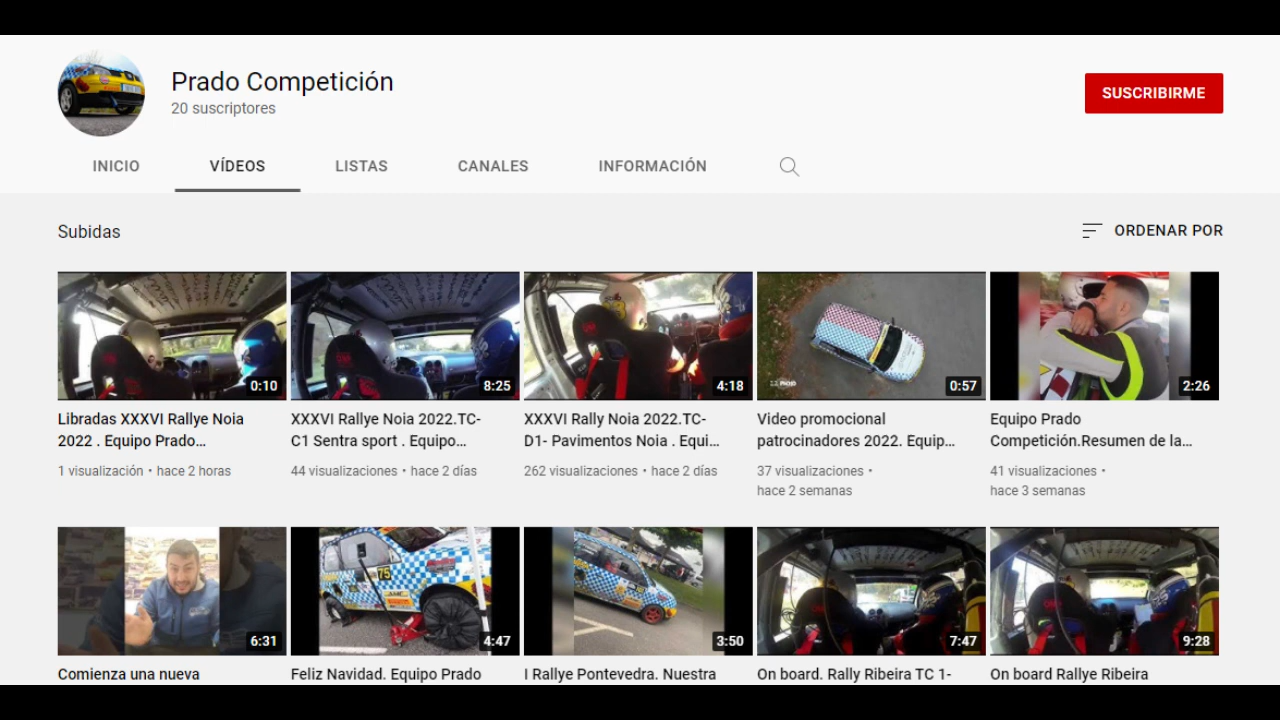 Prado Competición
20 suscriptores
SUSCRIBIRME
INICIO VÍDEOS LISTAS CANALES INFORMACIÓN
Subidas
ORDENAR POR
0:10
8:25
4:18
0:57
2:26
Libradas XXXVI Rallye Noia
2022 . Equipo Prado...
1 visualización • hace 2 horas
XXXVI Rallye Noia 2022.TC-
C1 Sentra sport . Equipo...
44 visualizaciones • hace 2 días
XXXVI Rally Noia 2022.TC-
D1- Pavimentos Noia . Equi...
262 visualizaciones • hace 2 días
Video promocional
patrocinadores 2022. Equip...
37 visualizaciones •
hace 2 semanas
Equipo Prado
Competición.Resumen de la...
41 visualizaciones •
hace 3 semanas
6:31
75
4:47
3:50
7:47
9:28
Comienza una nueva
Feliz Navidad. Equipo Prado
I Rallye Pontevedra. Nuestra
On board. Rally Ribeira TC 1-
On board Rallye Ribeira